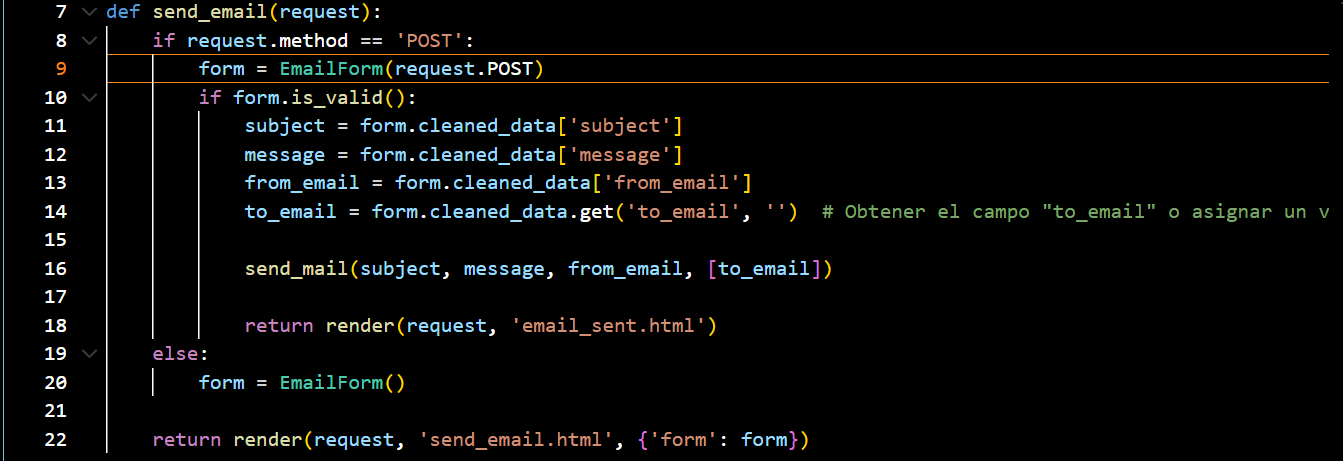 7 def send_email(request):
8 if request.method == 'POST':
9 form = EmailForm(request.POST)
10 if form.is_valid():
11 subject = form.cleaned_data['subject']
12 message = form.cleaned_data['message']
13 from_email = form.cleaned_data['from_email']
14 to_email = form.cleaned_data.get('to_email', '') # Obtener el campo "to_email" o asignar un v
15
16 send_mail(subject, message, from_email, [to_email])
17
18 return render(request, 'email_sent.html')
19 else:
20 form = EmailForm()
21
22 return render(request, 'send_email.html', {'form': form})